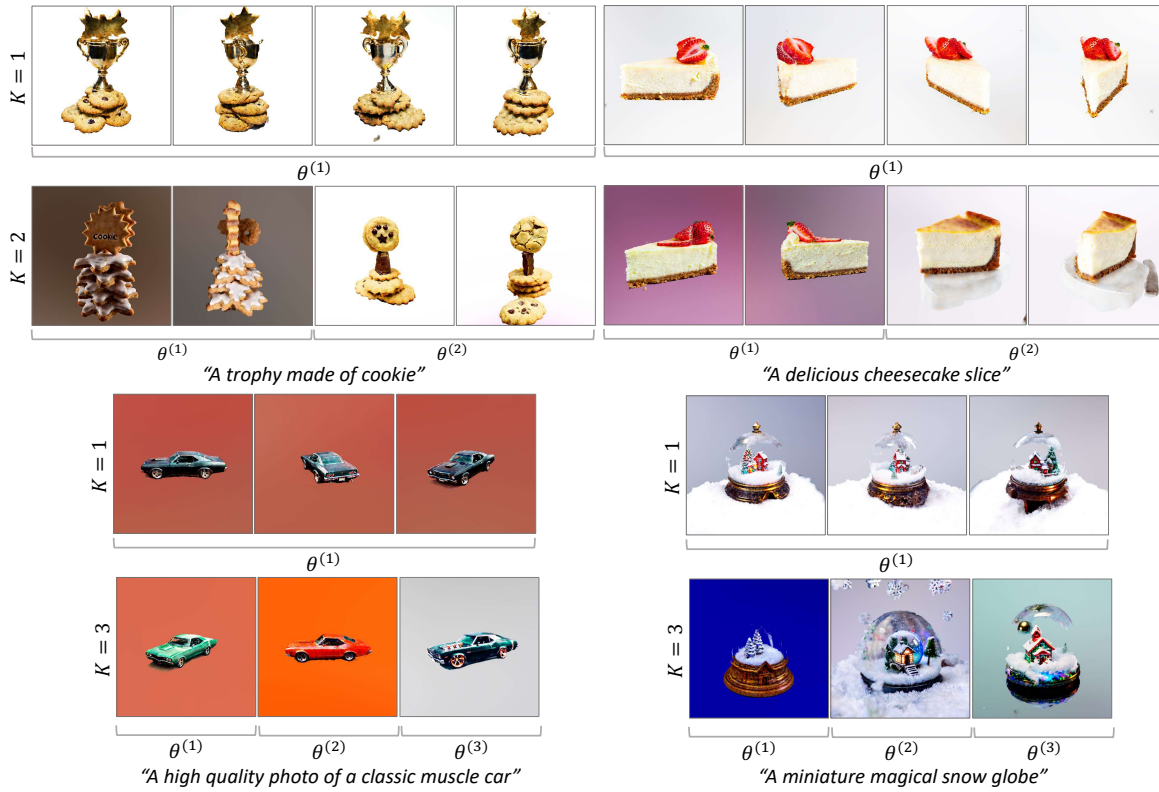 K = 1
θ^(1)
θ^(1)
K = 2
Cookie
θ^(1)
θ^(2)
θ^(1)
θ^(2)
“A trophy made of cookie”
“A delicious cheesecake slice”
K = 1
K = 1
θ^(1)
θ^(1)
K = 3
K = 3
θ^(1)
θ^(2)
θ^(3)
θ^(1)
θ^(2)
θ^(3)
“A high quality photo of a classic muscle car”
“A miniature magical snow globe”